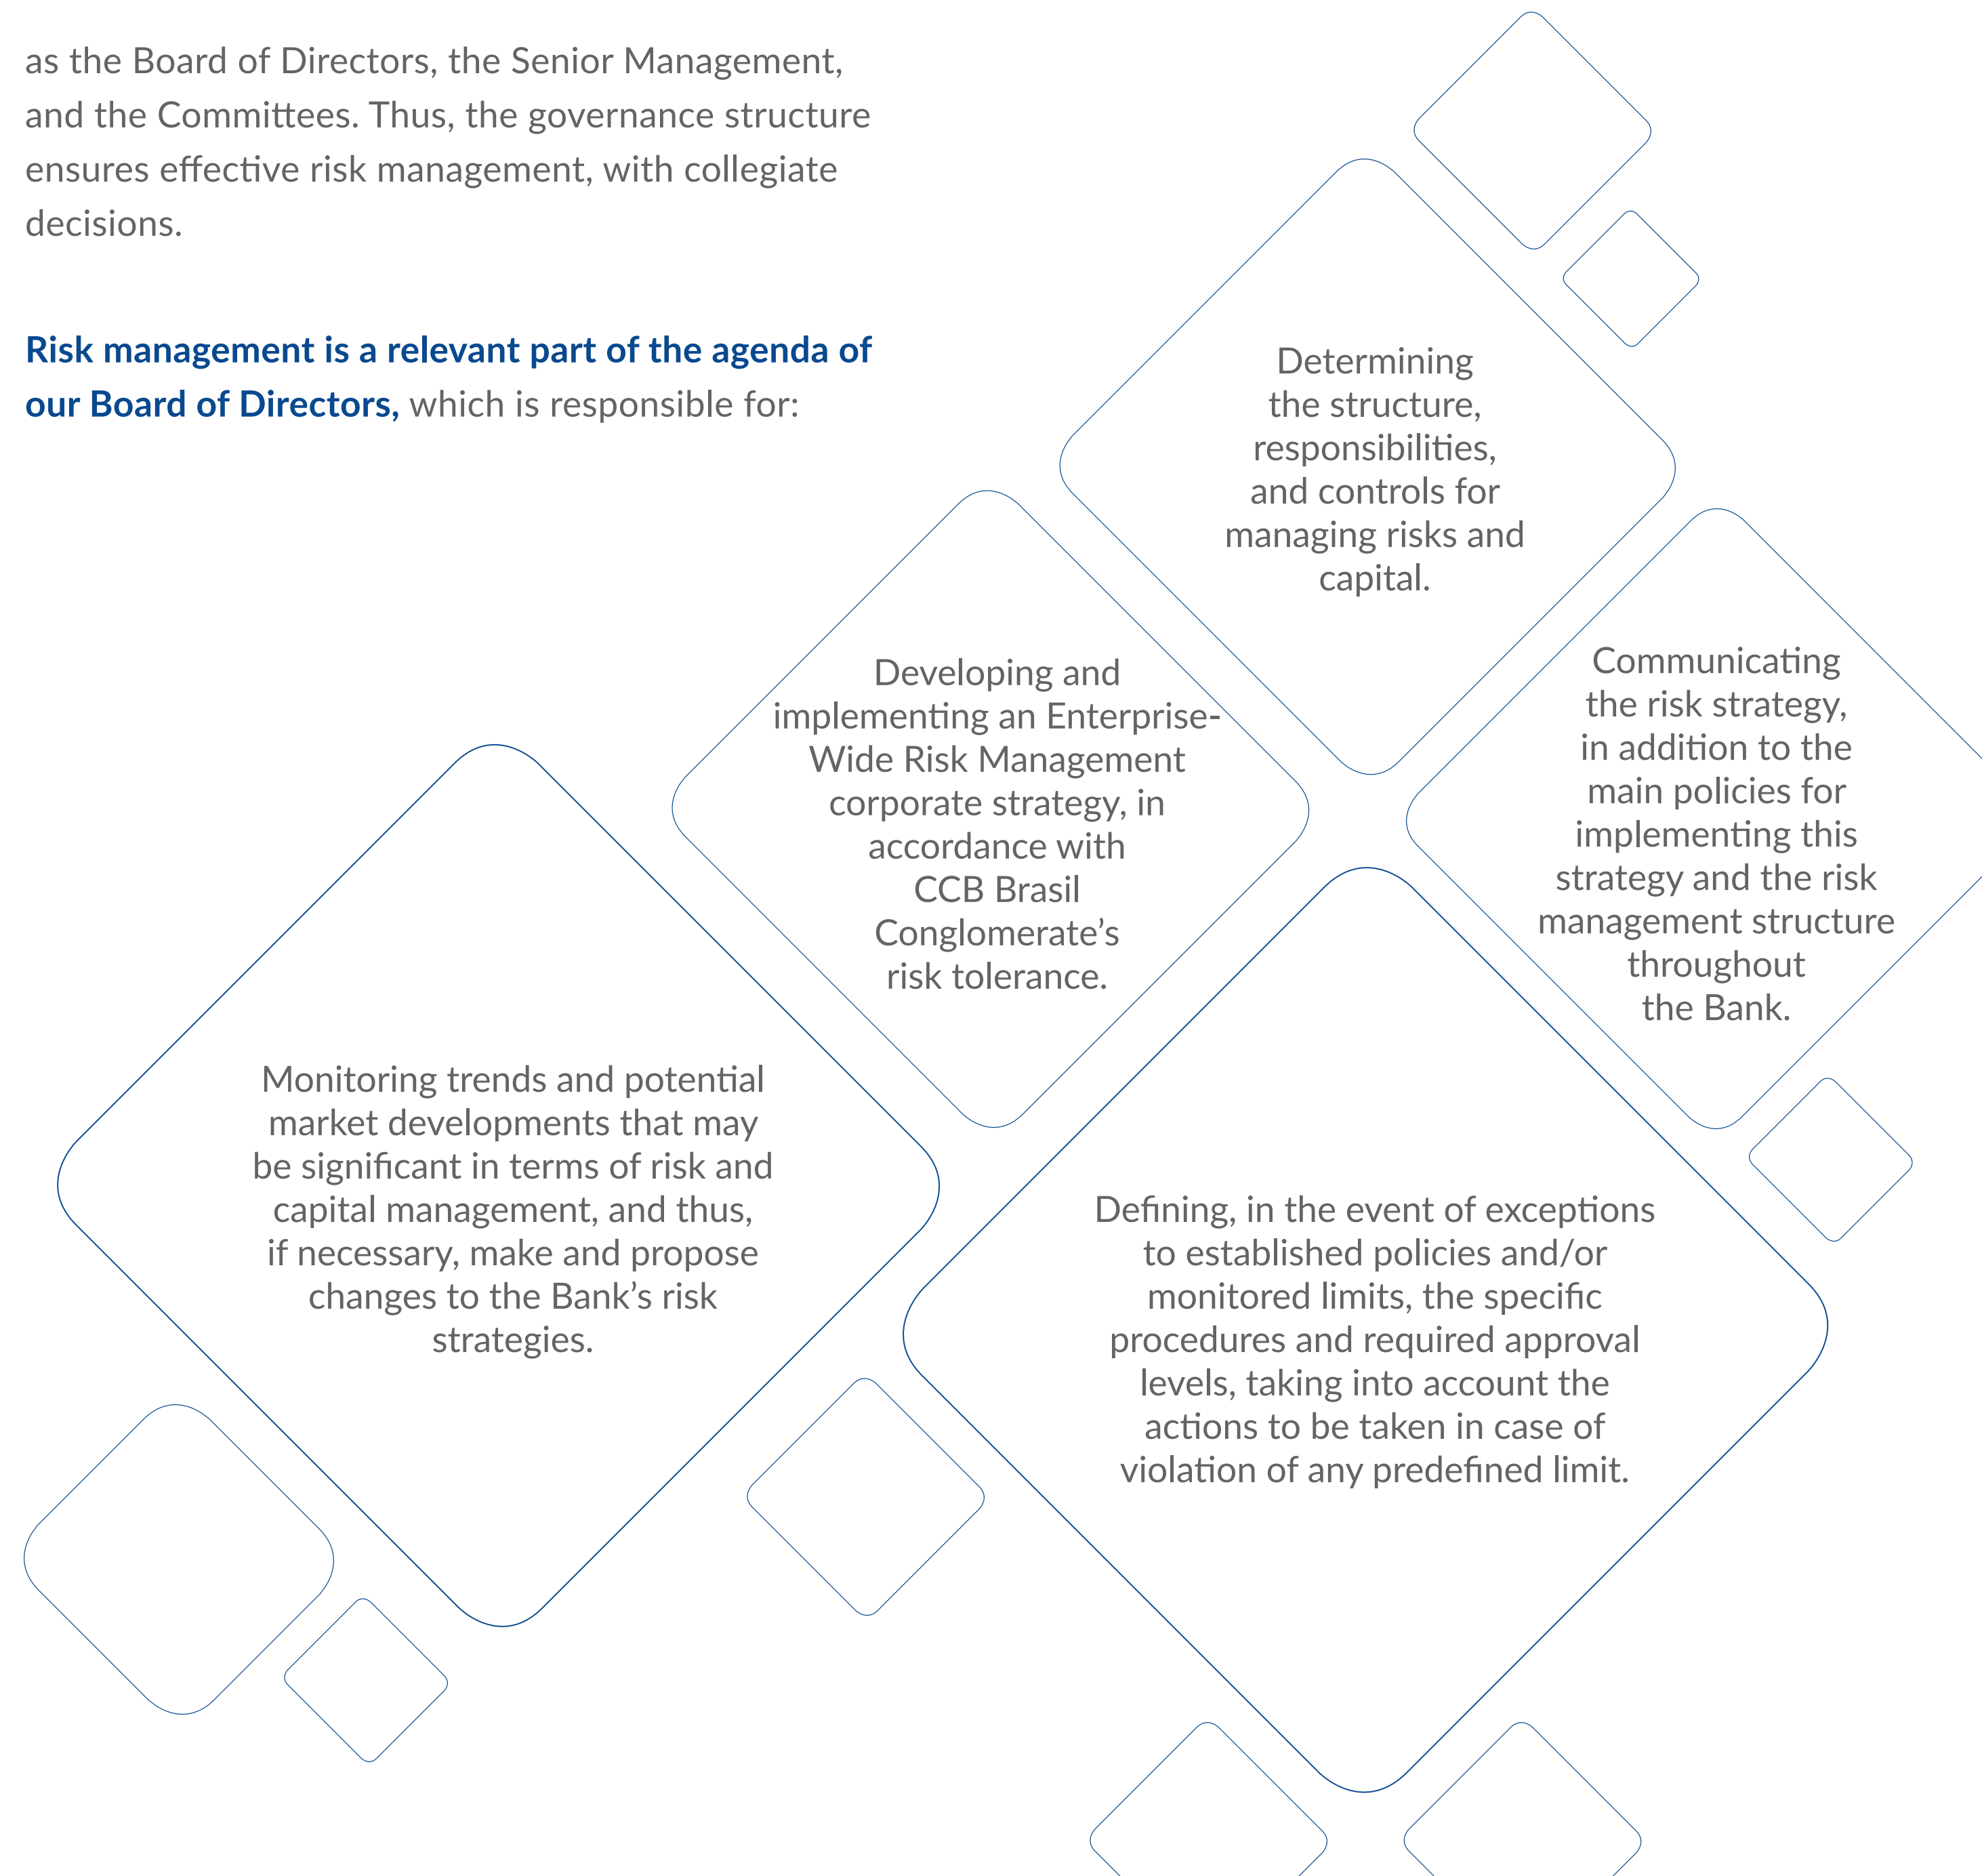 as the Board of Directors, the Senior Management,
and the Committees. Thus, the governance structure
ensures effective risk management, with collegiate
decisions.
Risk management is a relevant part of the agenda of
our Board of Directors, which is responsible for:
Determining
the structure,
responsibilities,
and controls for
managing risks and
capital.
Developing and
implementing an Enterprise-
Wide Risk Management
corporate strategy, in
accordance with
CCB Brasil
Conglomerate’s
risk tolerance.
Communicating
the risk strategy,
in addition to the
main policies for
implementing this
strategy and the risk
management structure
throughout
the Bank.
Monitoring trends and potential
market developments that may
be significant in terms of risk and
capital management, and thus,
if necessary, make and propose
changes to the Bank’s risk
strategies.
Defining, in the event of exceptions
to established policies and/or
monitored limits, the specific
procedures and required approval
levels, taking into account the
actions to be taken in case of
violation of any predefined limit.